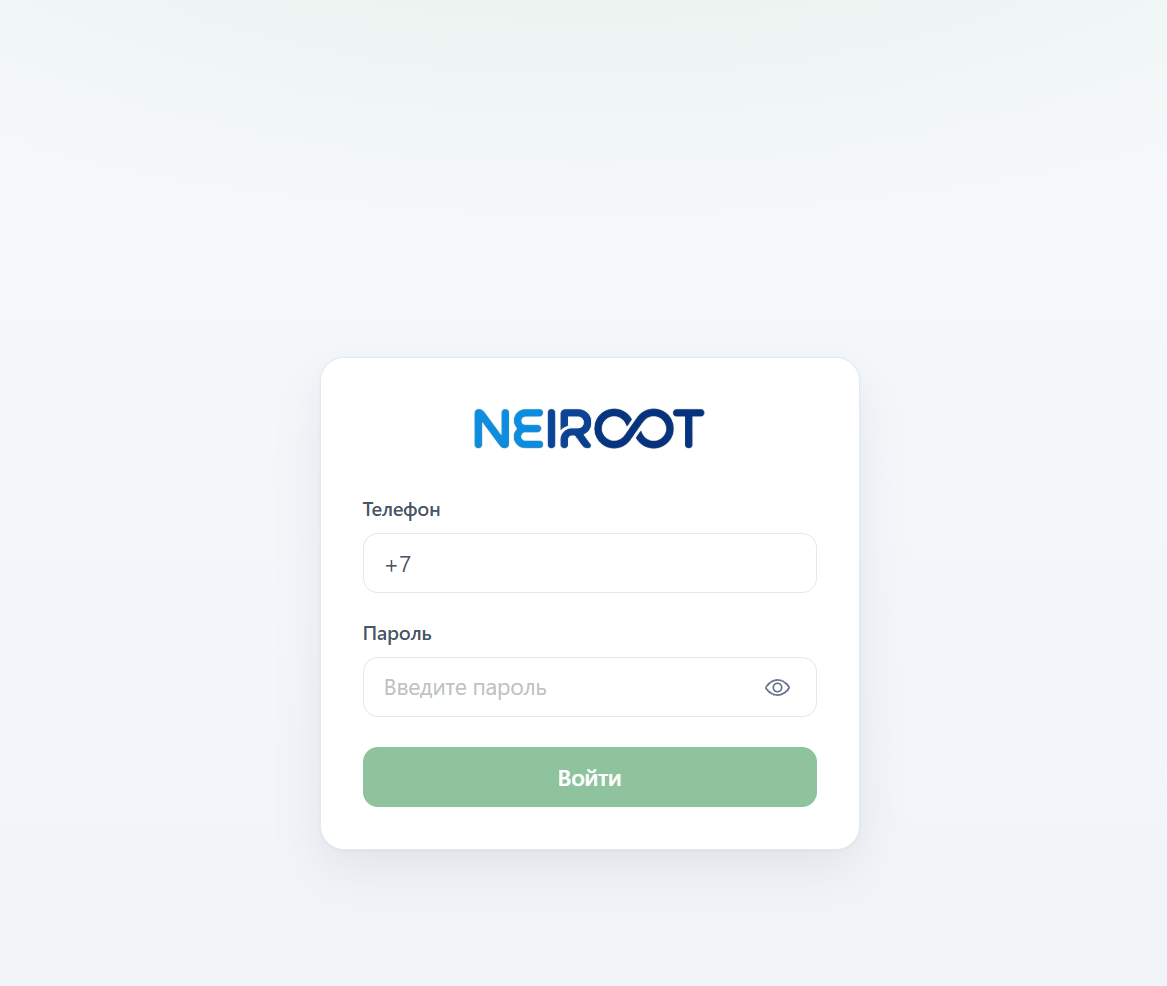 NEIROOT
Телефон
+7
Пароль
Введите пароль
Войти